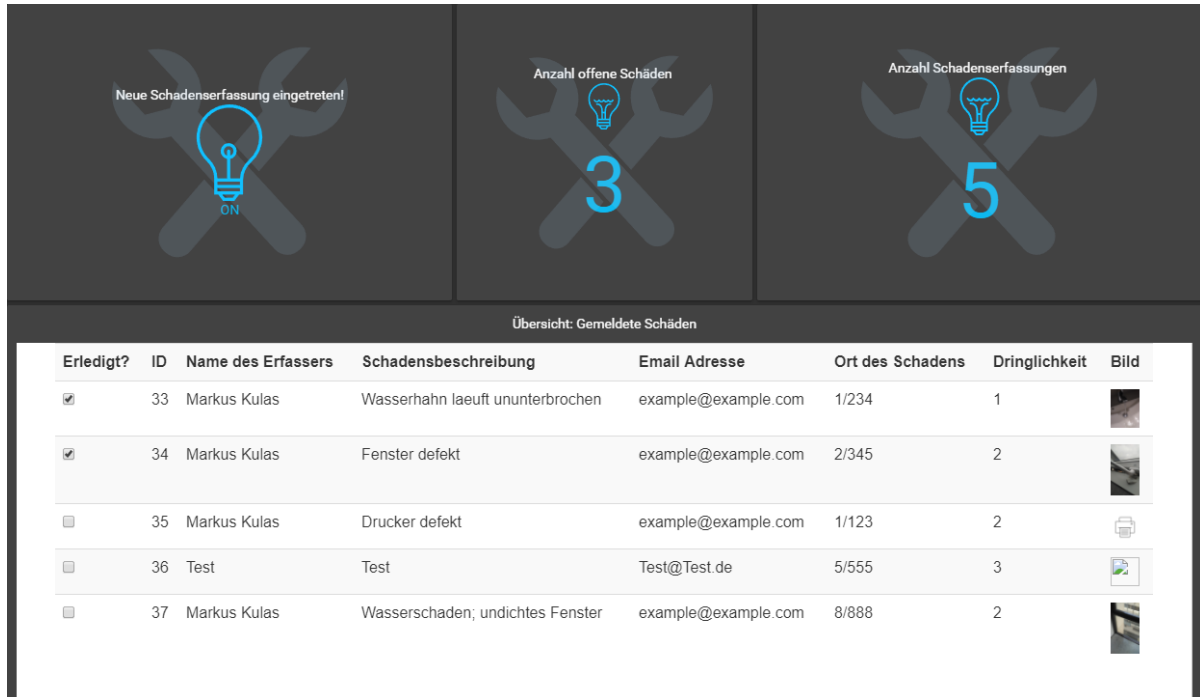 Neue Schadenserfassung eingetreten!
ON
Anzahl offene Schäden
3
Anzahl Schadenserfassungen
5
Übersicht: Gemeldete Schäden
Erledigt? ID Name des Erfassers Schadensbeschreibung Email Adresse Ort des Schadens Dringlichkeit Bild
33 Markus Kulas Wasserhahn laeuft ununterbrochen example@example.com 1/234 1
34 Markus Kulas Fenster defekt example@example.com 2/345 2
35 Markus Kulas Drucker defekt example@example.com 1/123 2
36 Test Test Test@Test.de 5/555 3
37 Markus Kulas Wasserschaden; undichtes Fenster example@example.com 8/888 2